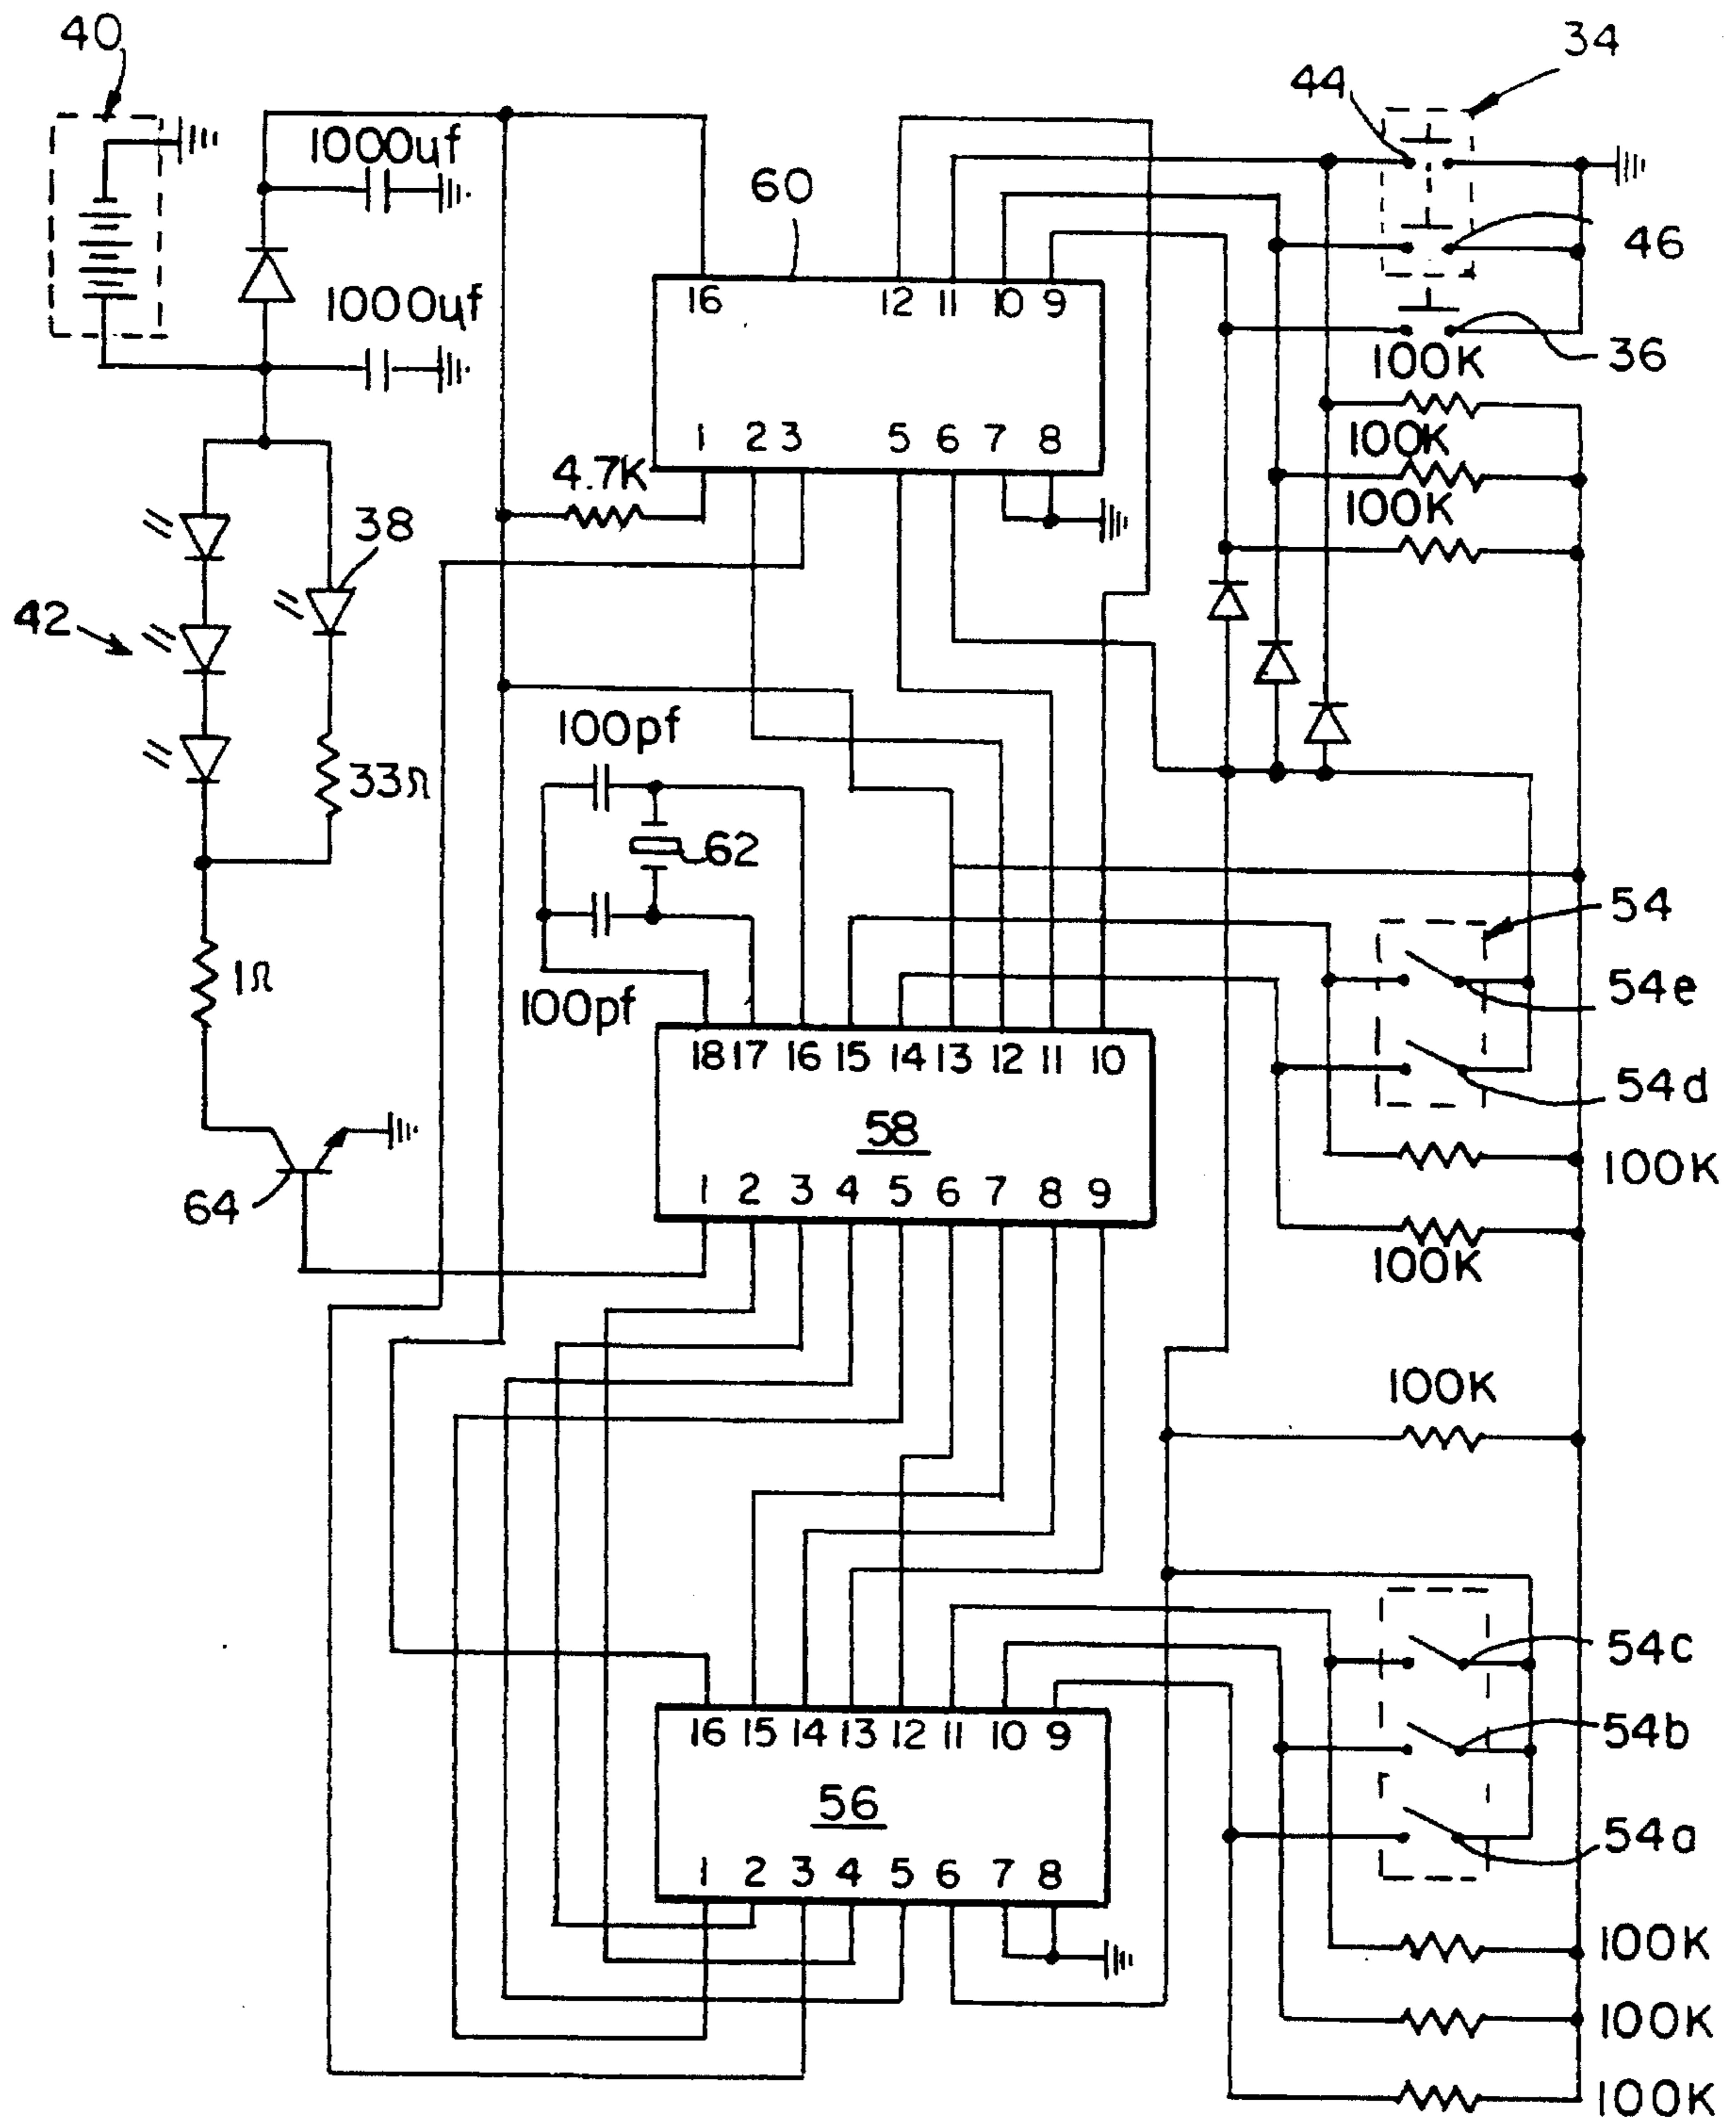 40
34
44
1000uf
60
46
16 12 11 10 9
1000uf
36
100K
1 2 3 5 6 7 8
100K
4.7K
100K
38
42
100pf
33Ω
62
54
1Ω
54e
100pf
18 17 16 15 14 13 12 11 10
54d
58
100K
1 2 3 4 5 6 7 8 9
64
100K
100K
54c
16 15 14 13 12 11 10 9
54b
56
54a
1 2 3 4 5 6 7 8
100K
100K
100K